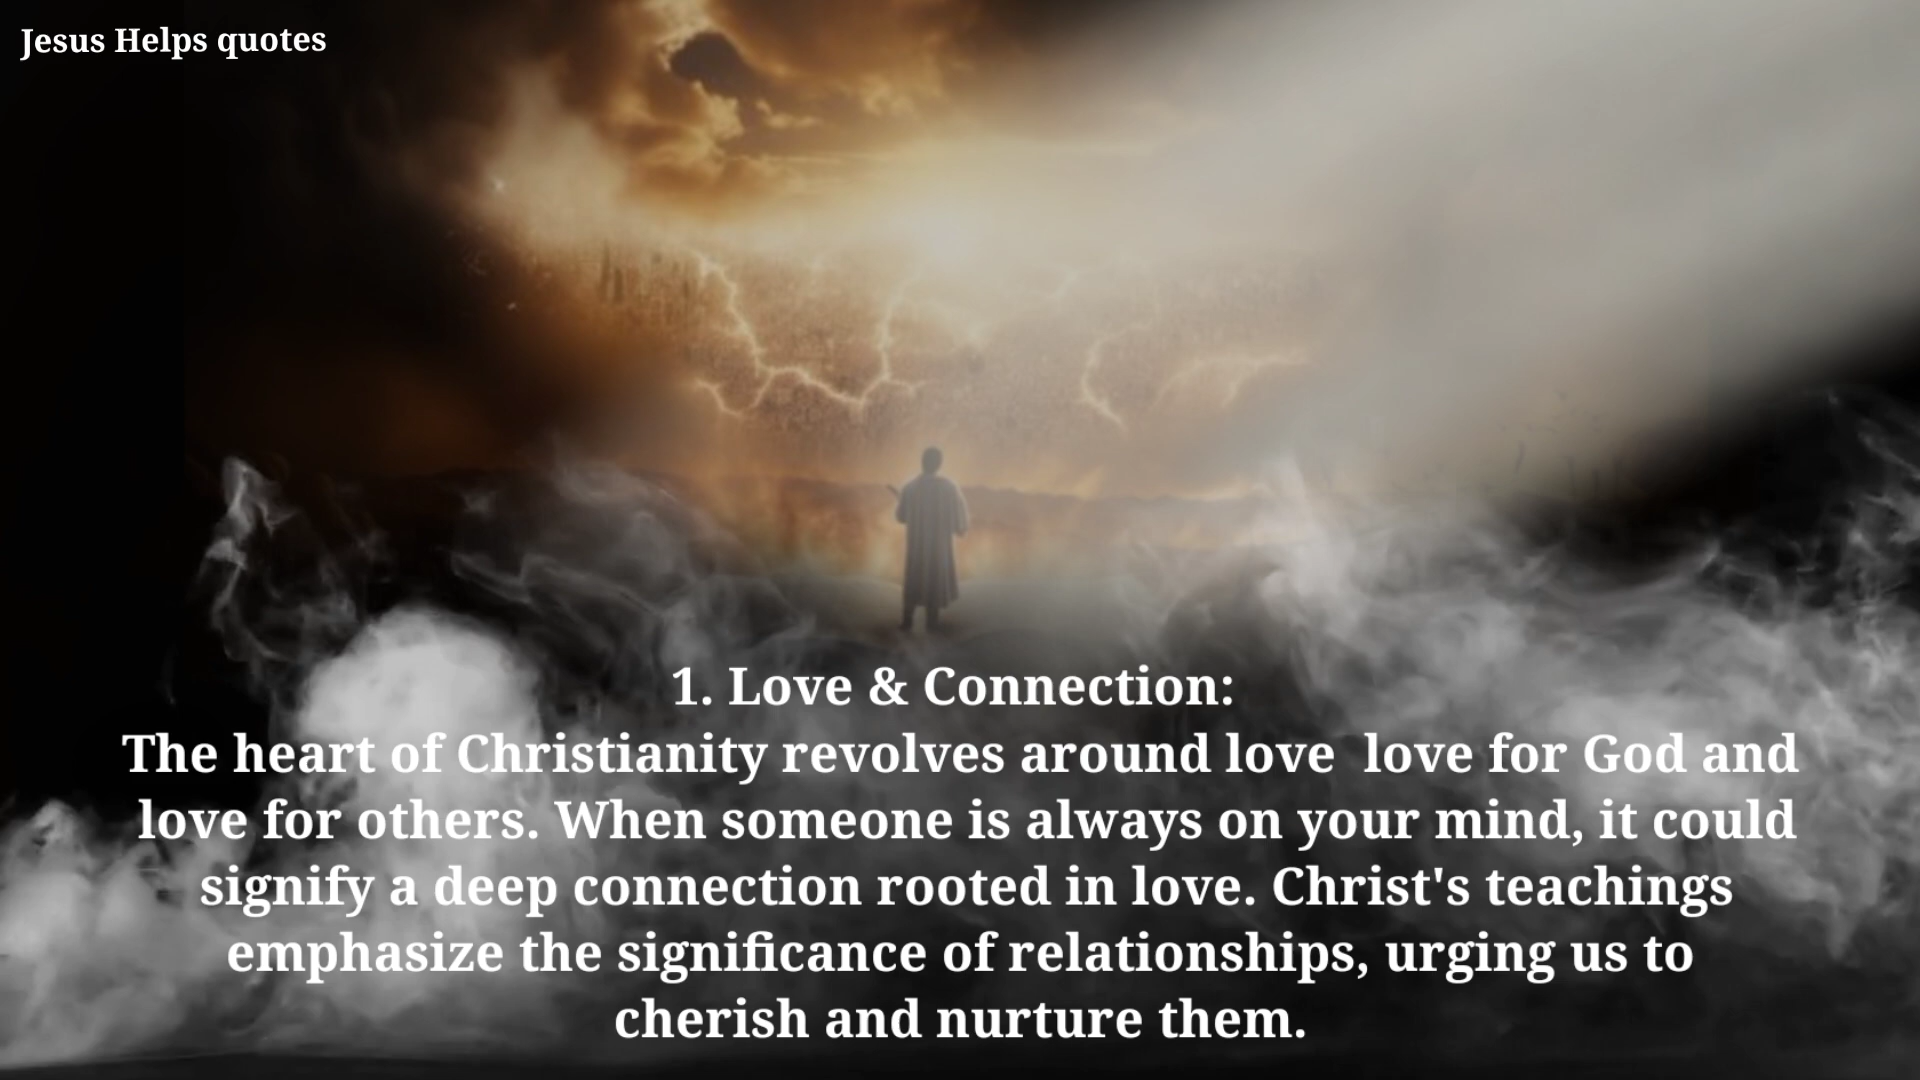 Jesus Helps quotes
1. Love & Connection:
The heart of Christianity revolves around love  love for God and
love for others. When someone is always on your mind, it could
signify a deep connection rooted in love. Christ's teachings
emphasize the significance of relationships, urging us to
cherish and nurture them.